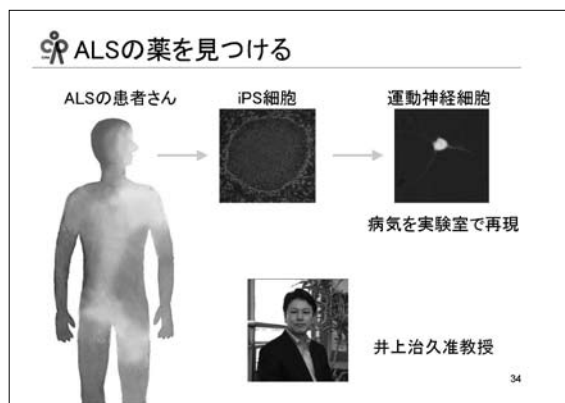 ALSの薬を見つける
ALSの患者さん
iPS細胞
運動神経細胞
病気を実験室で再現
井上治久准教授
34